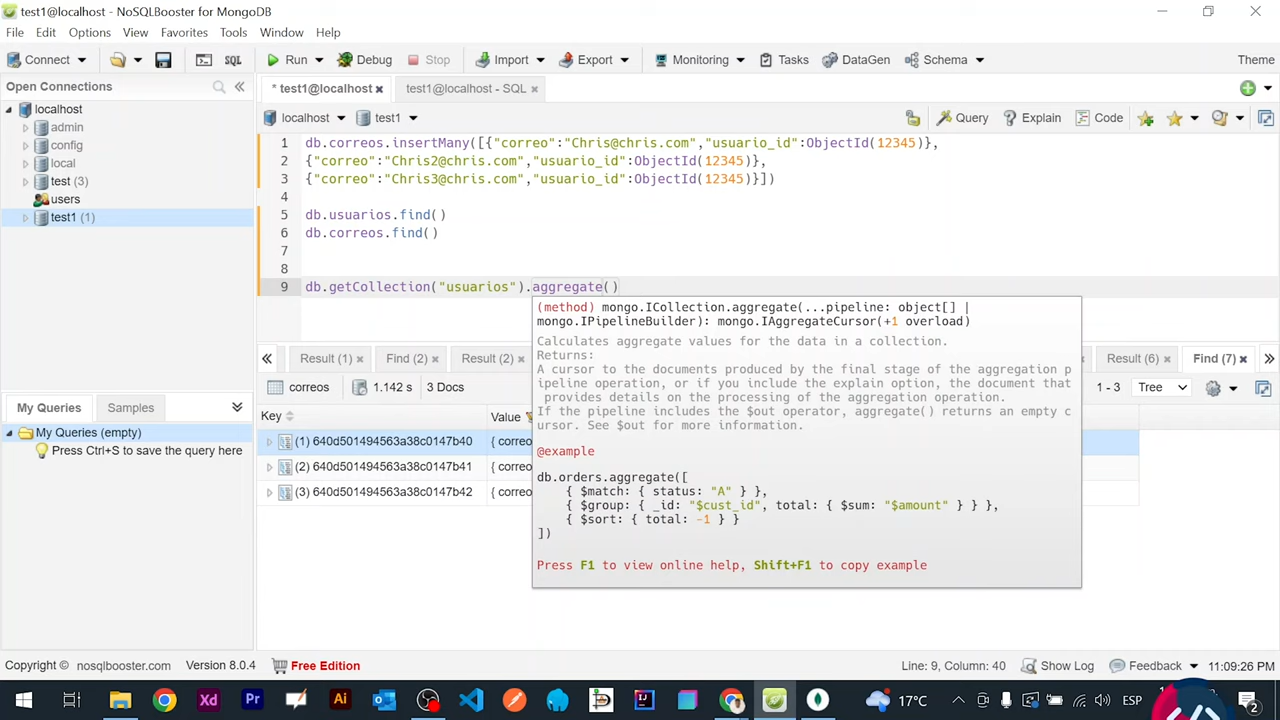 test1@localhost - NoSQLBooster for MongoDB
File Edit Options View Favorites Tools Window Help
Connect SQL Run Debug Stop Import Export Monitoring Tasks DataGen Schema Theme
Open Connections
* test1@localhost test1@localhost - SQL
localhost
admin
config
local
test (3)
users
test1 (1)
localhost test1 Query Explain Code
1 db.correos.insertMany([{"correo":"Chris@chris.com","usuario_id":ObjectId(12345)},
2 {"correo":"Chris2@chris.com","usuario_id":ObjectId(12345)},
3 {"correo":"Chris3@chris.com","usuario_id":ObjectId(12345)}])
4
5 db.usuarios.find()
6 db.correos.find()
7
8
9 db.getCollection("usuarios").aggregate()
(method) mongo.ICollection.aggregate(...pipeline: object[] |
mongo.IPipelineBuilder): mongo.IAggregateCursor(+1 overload)
Calculates aggregate values for the data in a collection.
Returns:
A cursor to the documents produced by the final stage of the aggregation p
ipeline operation, or if you include the explain option, the document that
provides details on the processing of the aggregation operation.
If the pipeline includes the $out operator, aggregate() returns an empty c
ursor. See $out for more information.
@example
db.orders.aggregate([
{ $match: { status: "A" } },
{ $group: { _id: "$cust_id", total: { $sum: "$amount" } } },
{ $sort: { total: -1 } }
])
Press F1 to view online help, Shift+F1 to copy example
Result (1) Find (2) Result (2) Result (6) Find (7)
correos 1.142 s 3 Docs 1 - 3 Tree
Key Value
(1) 640d501494563a38c0147b40 { correo
(2) 640d501494563a38c0147b41 { correo
(3) 640d501494563a38c0147b42 { correo
My Queries Samples
My Queries (empty)
Press Ctrl+S to save the query here
Copyright © nosqlbooster.com Version 8.0.4 Free Edition Line: 9, Column: 40 Show Log Feedback 11:09:26 PM
Xd Pr Ai 17°C ESP 2